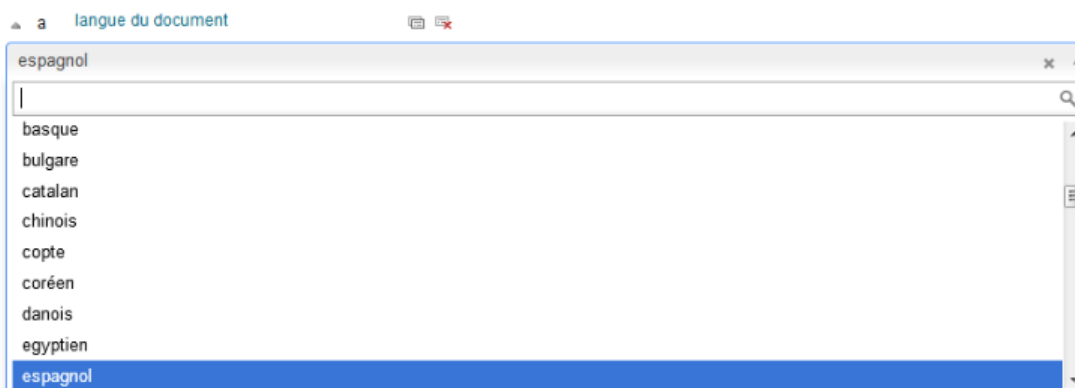 a langue du document
espagnol
basque
bulgare
catalan
chinois
copte
coréen
danois
egyptien
espagnol